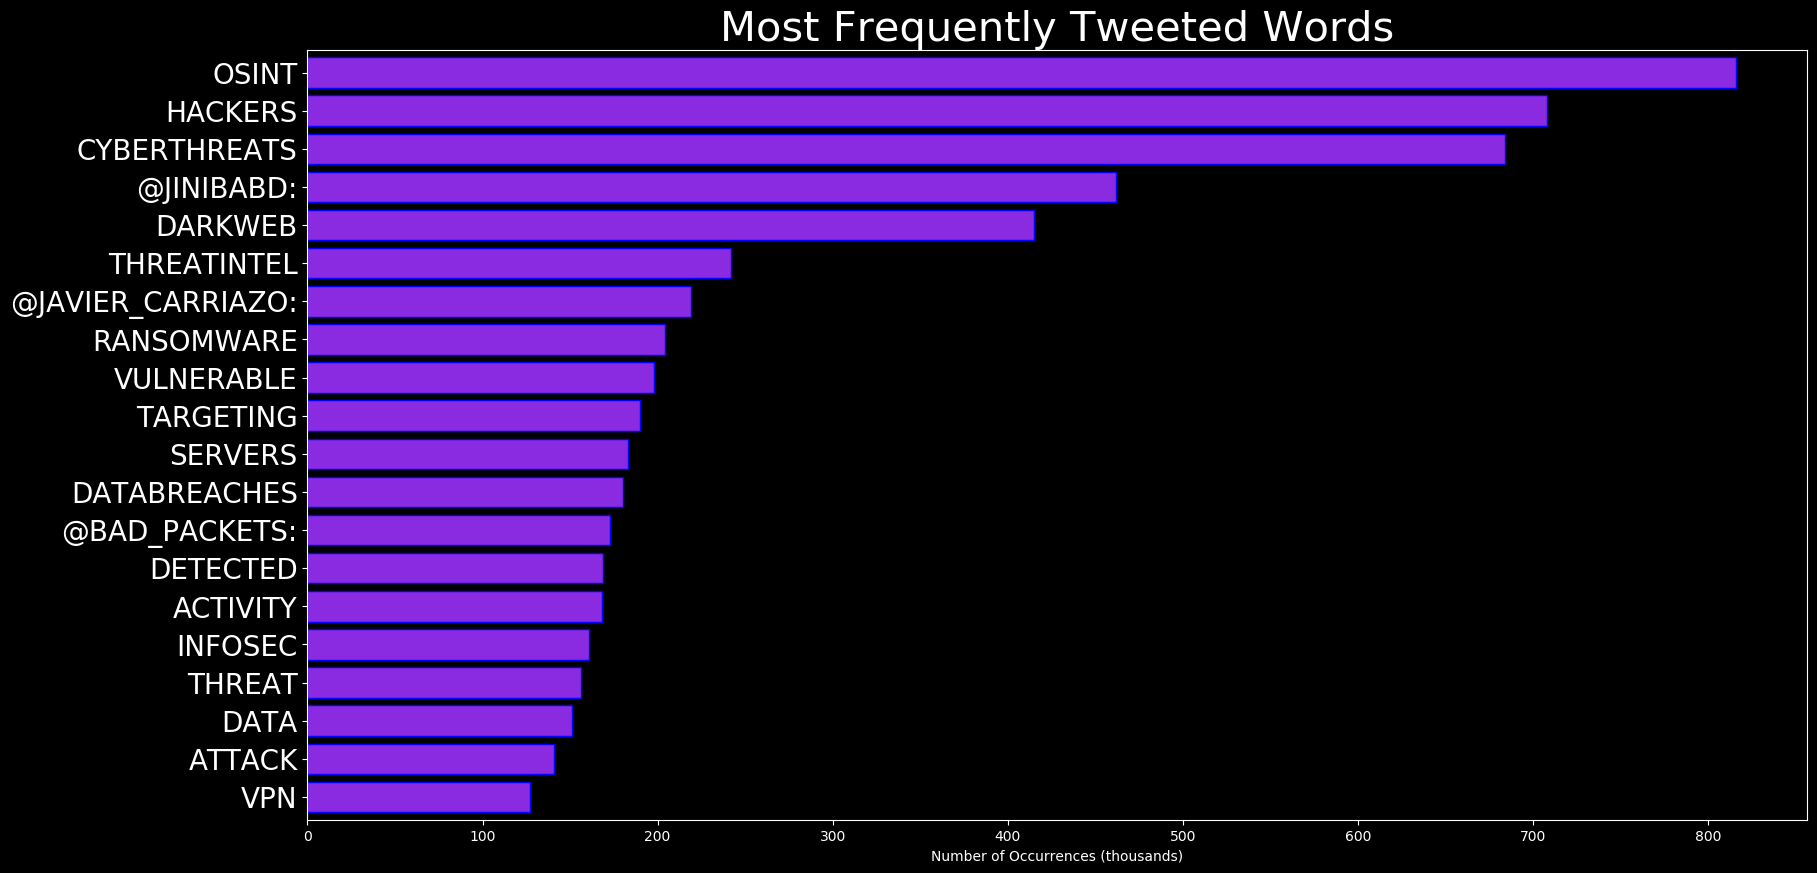 Most Frequently Tweeted Words
OSINT
HACKERS
CYBERTHREATS
@JINIBABD:
DARKWEB
THREATINTEL
@JAVIER_CARRIAZO:
RANSOMWARE
VULNERABLE
TARGETING
SERVERS
DATABREACHES
@BAD_PACKETS:
DETECTED
ACTIVITY
INFOSEC
THREAT
DATA
ATTACK
VPN
0 100 200 300 400 500 600 700 800
Number of Occurrences (thousands)